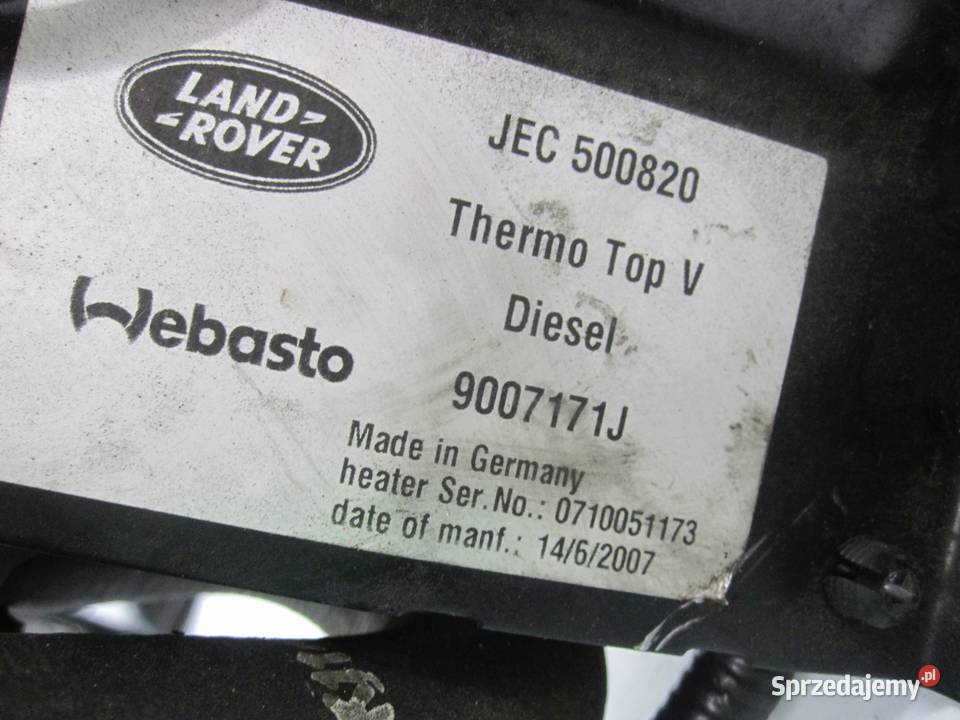 LAND
ROVER
JEC 500820
Thermo Top V
Diesel
Webasto
9007171J
Made in Germany
heater Ser.No.: 0710051173
date of manf.: 14/6/2007
Sprzedajemy.pl